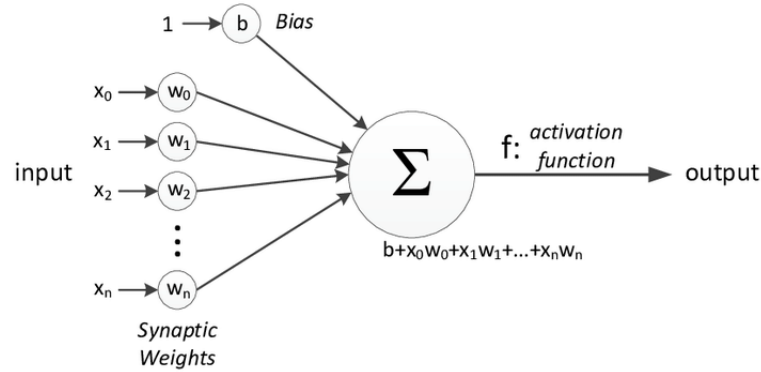 1 b Bias
x₀ w₀
x₁ w₁
input
x₂ w₂
⋮
xₙ wₙ
Synaptic
Weights
Σ
b+x₀w₀+x₁w₁+...+xₙwₙ
f: activation
function
output